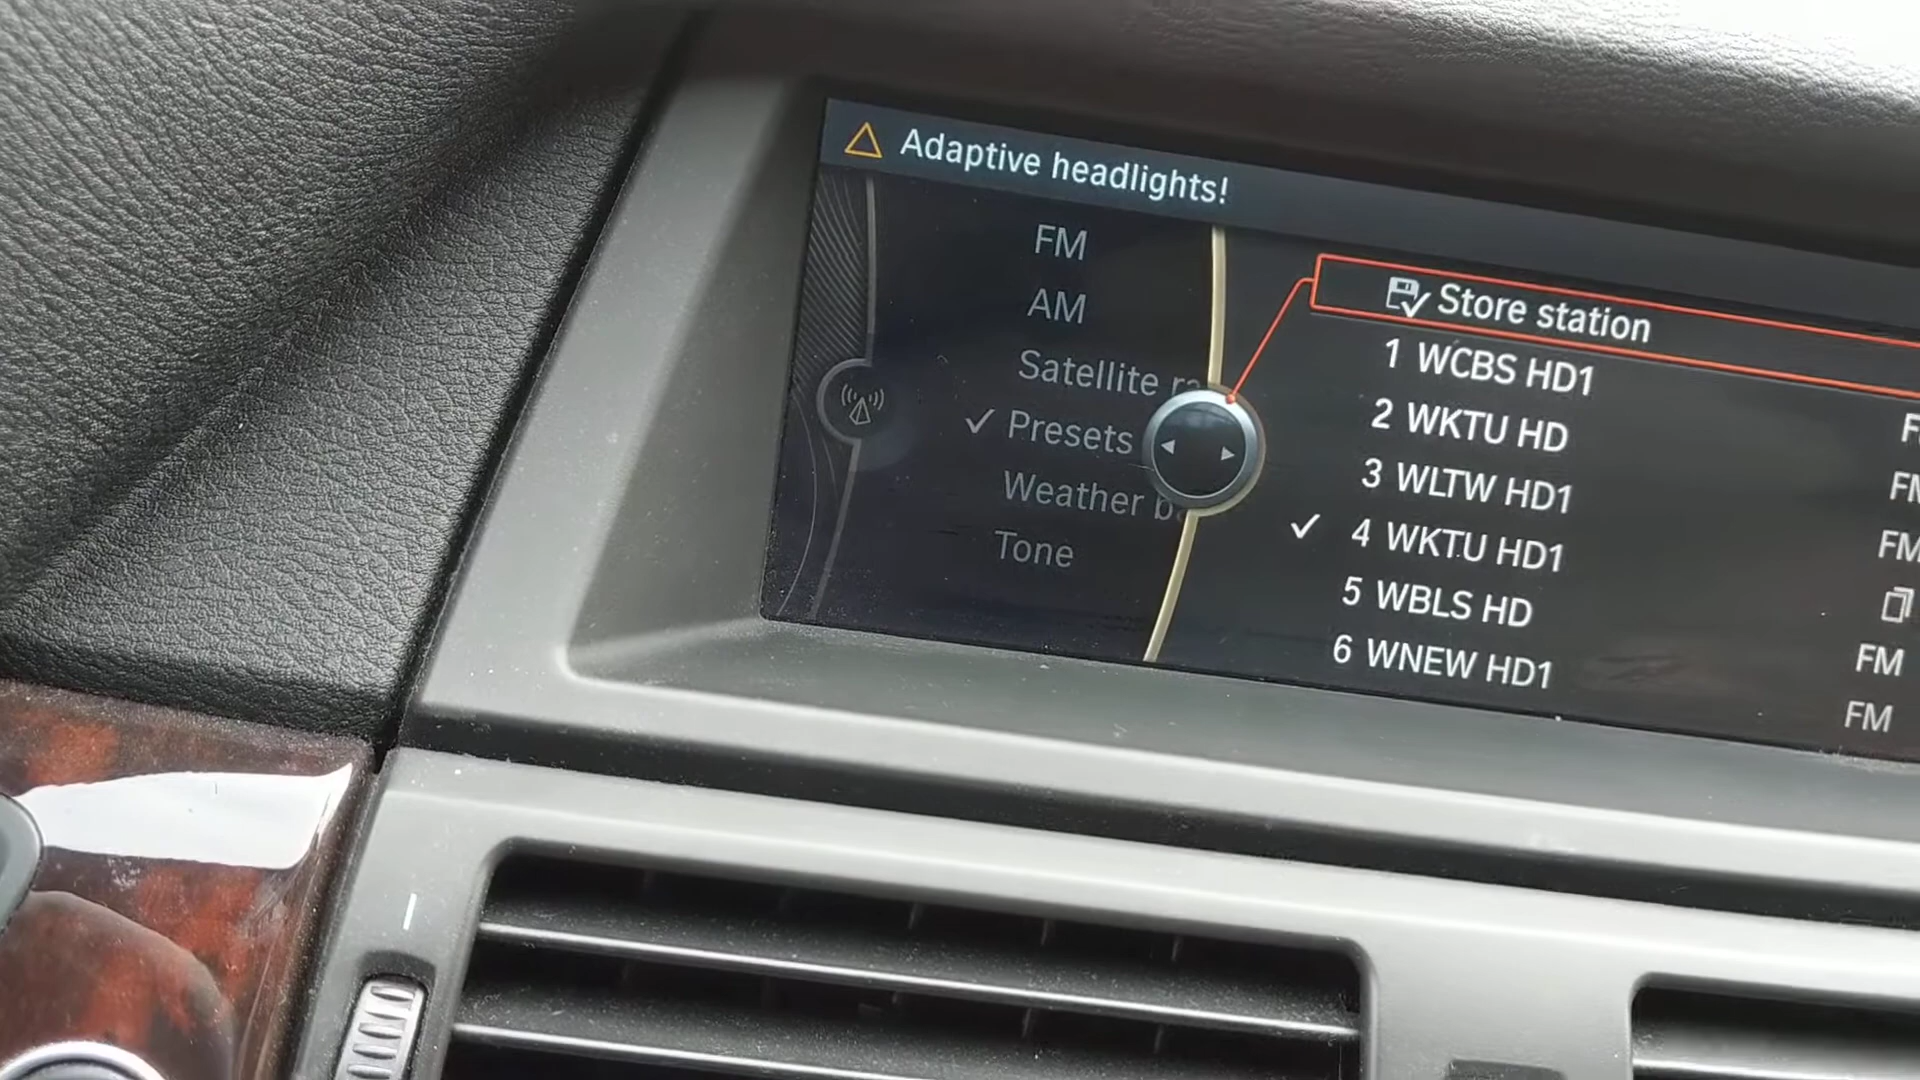 Adaptive headlights!
FM
AM
Satellite
✓ Presets
Weather
Tone
Store station
1 WCBS HD1
2 WKTU HD
3 WLTW HD1
✓ 4 WKTU HD1
5 WBLS HD
6 WNEW HD1
FM
FM
FM